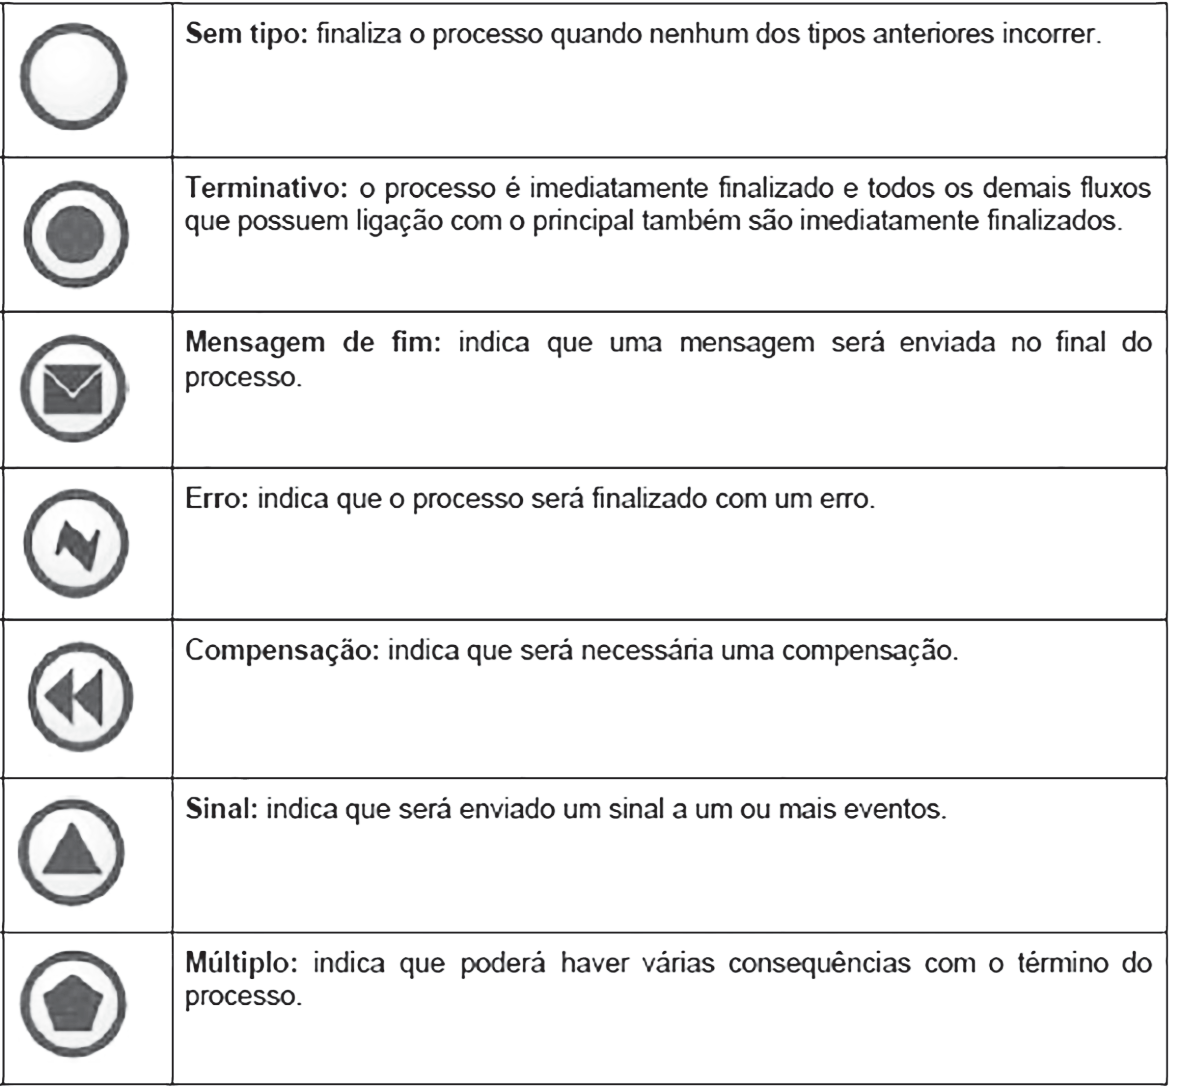 Sem tipo: finaliza o processo quando nenhum dos tipos anteriores incorrer.
Terminativo: o processo é imediatamente finalizado e todos os demais fluxos
que possuem ligação com o principal também são imediatamente finalizados.
Mensagem de fim: indica que uma mensagem será enviada no final do
processo.
Erro: indica que o processo será finalizado com um erro.
Compensação: indica que será necessária uma compensação.
Sinal: indica que será enviado um sinal a um ou mais eventos.
Múltiplo: indica que poderá haver várias consequências com o término do
processo.